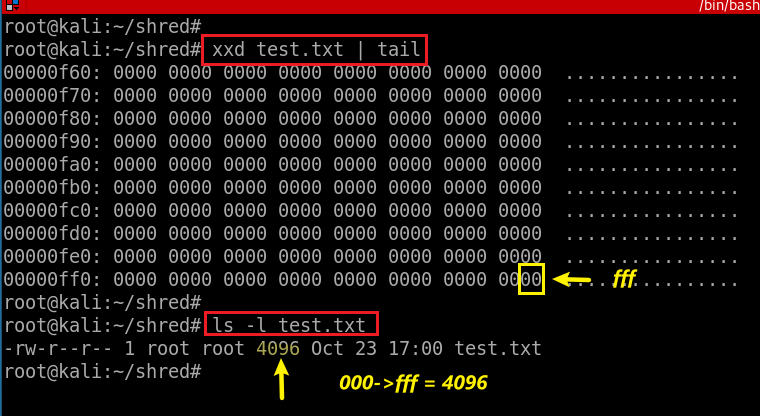 /bin/bash
root@kali:~/shred#
root@kali:~/shred# xxd test.txt | tail
00000f60: 0000 0000 0000 0000 0000 0000 0000 0000  ................
00000f70: 0000 0000 0000 0000 0000 0000 0000 0000  ................
00000f80: 0000 0000 0000 0000 0000 0000 0000 0000  ................
00000f90: 0000 0000 0000 0000 0000 0000 0000 0000  ................
00000fa0: 0000 0000 0000 0000 0000 0000 0000 0000  ................
00000fb0: 0000 0000 0000 0000 0000 0000 0000 0000  ................
00000fc0: 0000 0000 0000 0000 0000 0000 0000 0000  ................
00000fd0: 0000 0000 0000 0000 0000 0000 0000 0000  ................
00000fe0: 0000 0000 0000 0000 0000 0000 0000 0000  ................
00000ff0: 0000 0000 0000 0000 0000 0000 0000 0000  ................ fff
root@kali:~/shred#
root@kali:~/shred# ls -l test.txt
-rw-r--r-- 1 root root 4096 Oct 23 17:00 test.txt
root@kali:~/shred#
000->fff = 4096